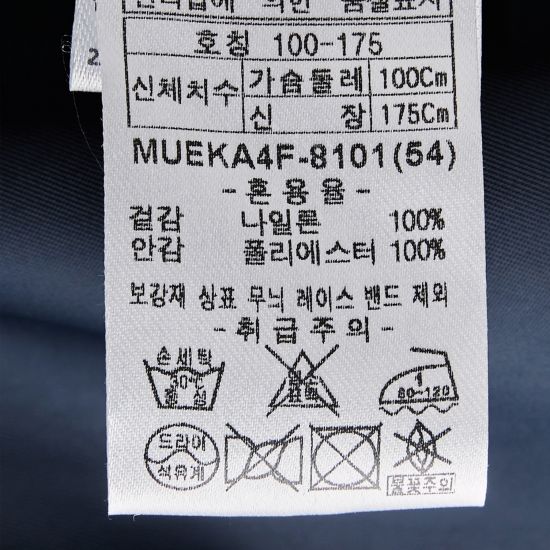 호칭 100-175
신체치수 가슴둘레 100Cm
신 장 175Cm
MUEKA4F-8101(54)
- 혼용율 -
겉감 나일론 100%
안감 폴리에스터 100%
보강재 상표 무늬 레이스 밴드 제외
- 취급주의 -
손세탁
30℃
중성
1
80~120
드라이
석유계
불꽃주의